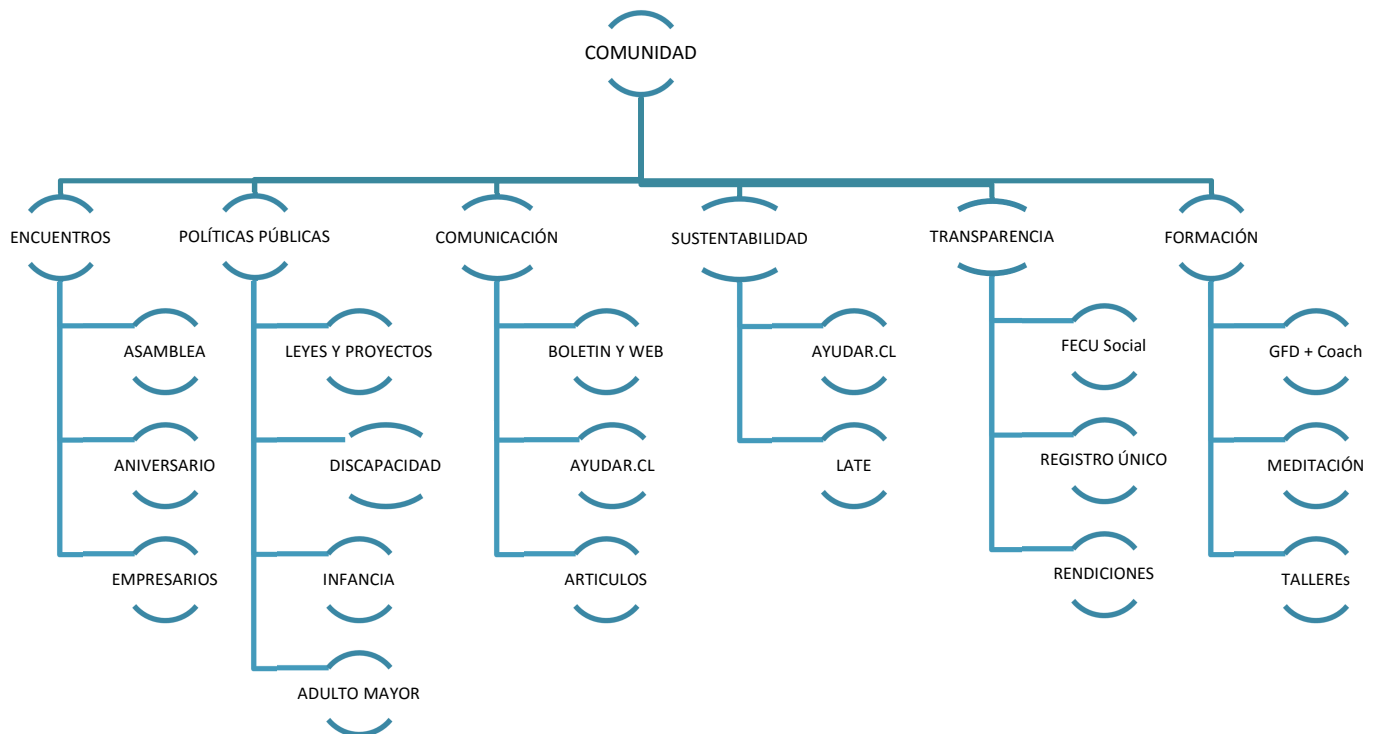 COMUNIDAD
ENCUENTROS
POLÍTICAS PÚBLICAS
COMUNICACIÓN
SUSTENTABILIDAD
TRANSPARENCIA
FORMACIÓN
ASAMBLEA
LEYES Y PROYECTOS
BOLETIN Y WEB
AYUDAR.CL
FECU Social
GFD + Coach
ANIVERSARIO
DISCAPACIDAD
AYUDAR.CL
LATE
REGISTRO ÚNICO
MEDITACIÓN
EMPRESARIOS
INFANCIA
ARTICULOS
RENDICIONES
TALLEREs
ADULTO MAYOR